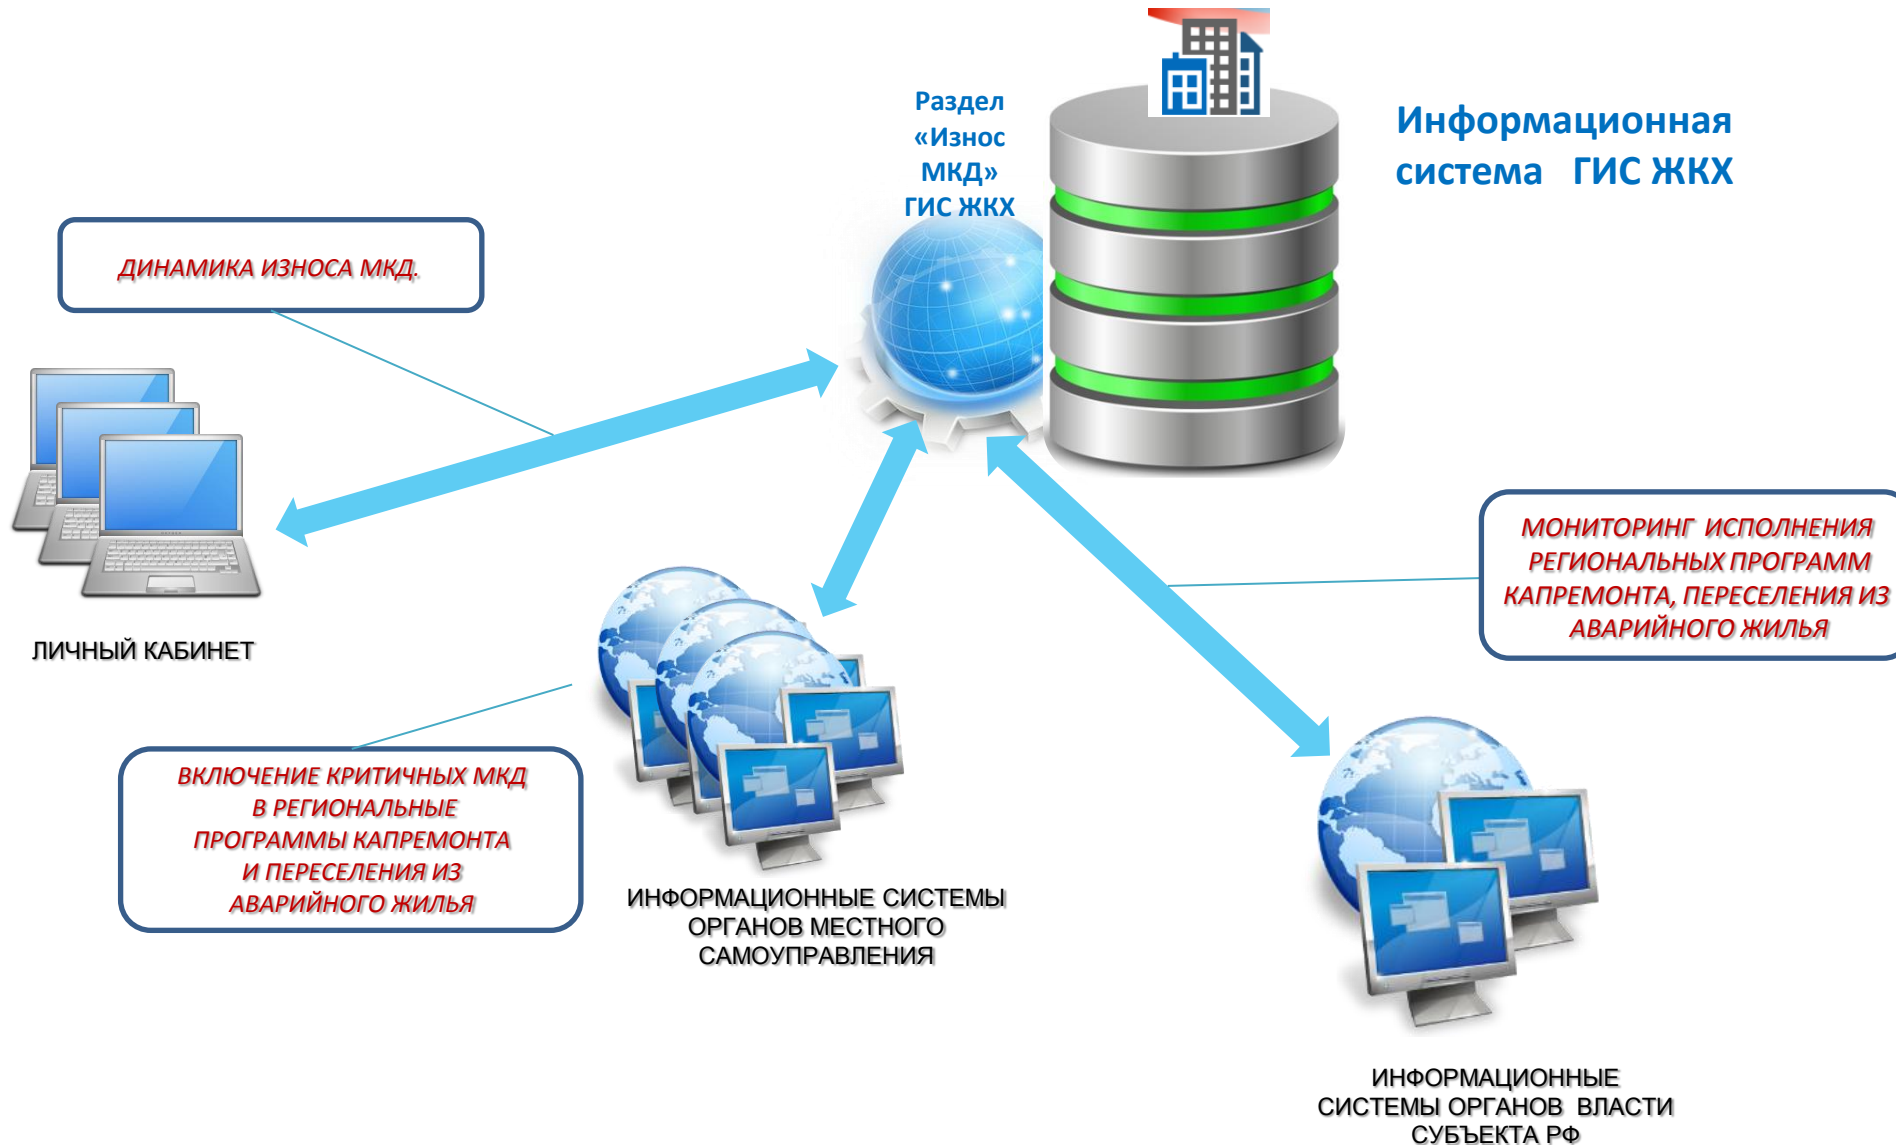 Раздел
«Износ
МКД»
ГИС ЖКХ
Информационная
система ГИС ЖКХ
ДИНАМИКА ИЗНОСА МКД.
МОНИТОРИНГ ИСПОЛНЕНИЯ
РЕГИОНАЛЬНЫХ ПРОГРАММ
КАПРЕМОНТА, ПЕРЕСЕЛЕНИЯ ИЗ
АВАРИЙНОГО ЖИЛЬЯ
ЛИЧНЫЙ КАБИНЕТ
ВКЛЮЧЕНИЕ КРИТИЧНЫХ МКД
В РЕГИОНАЛЬНЫЕ
ПРОГРАММЫ КАПРЕМОНТА
И ПЕРЕСЕЛЕНИЯ ИЗ
АВАРИЙНОГО ЖИЛЬЯ
ИНФОРМАЦИОННЫЕ СИСТЕМЫ
ОРГАНОВ МЕСТНОГО
САМОУПРАВЛЕНИЯ
ИНФОРМАЦИОННЫЕ
СИСТЕМЫ ОРГАНОВ ВЛАСТИ
СУБЪЕКТА РФ